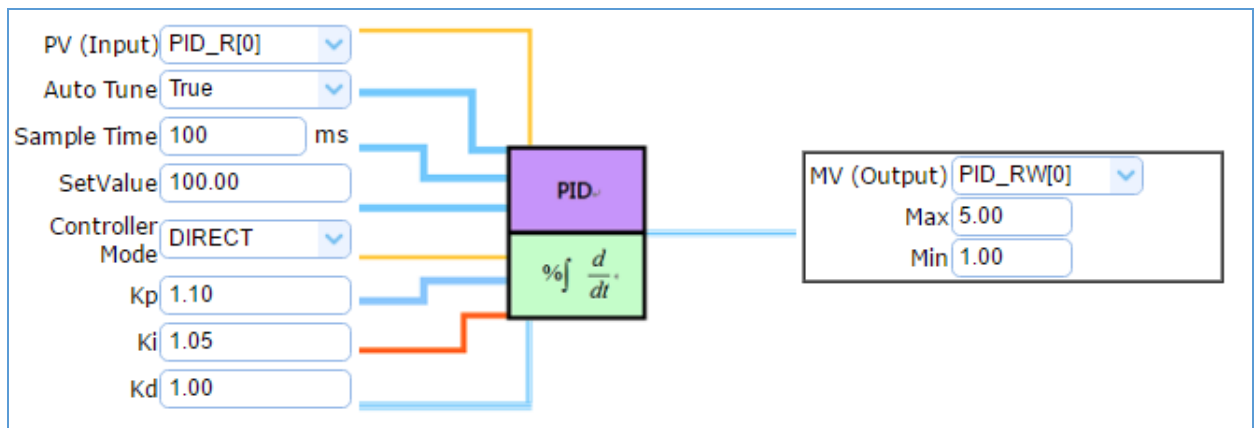 PV (Input) PID_R[0]
Auto Tune True
Sample Time 100 ms
SetValue 100.00
Controller
Mode DIRECT
Kp 1.10
Ki 1.05
Kd 1.00
PID
%∫ d/dt
MV (Output) PID_RW[0]
Max 5.00
Min 1.00